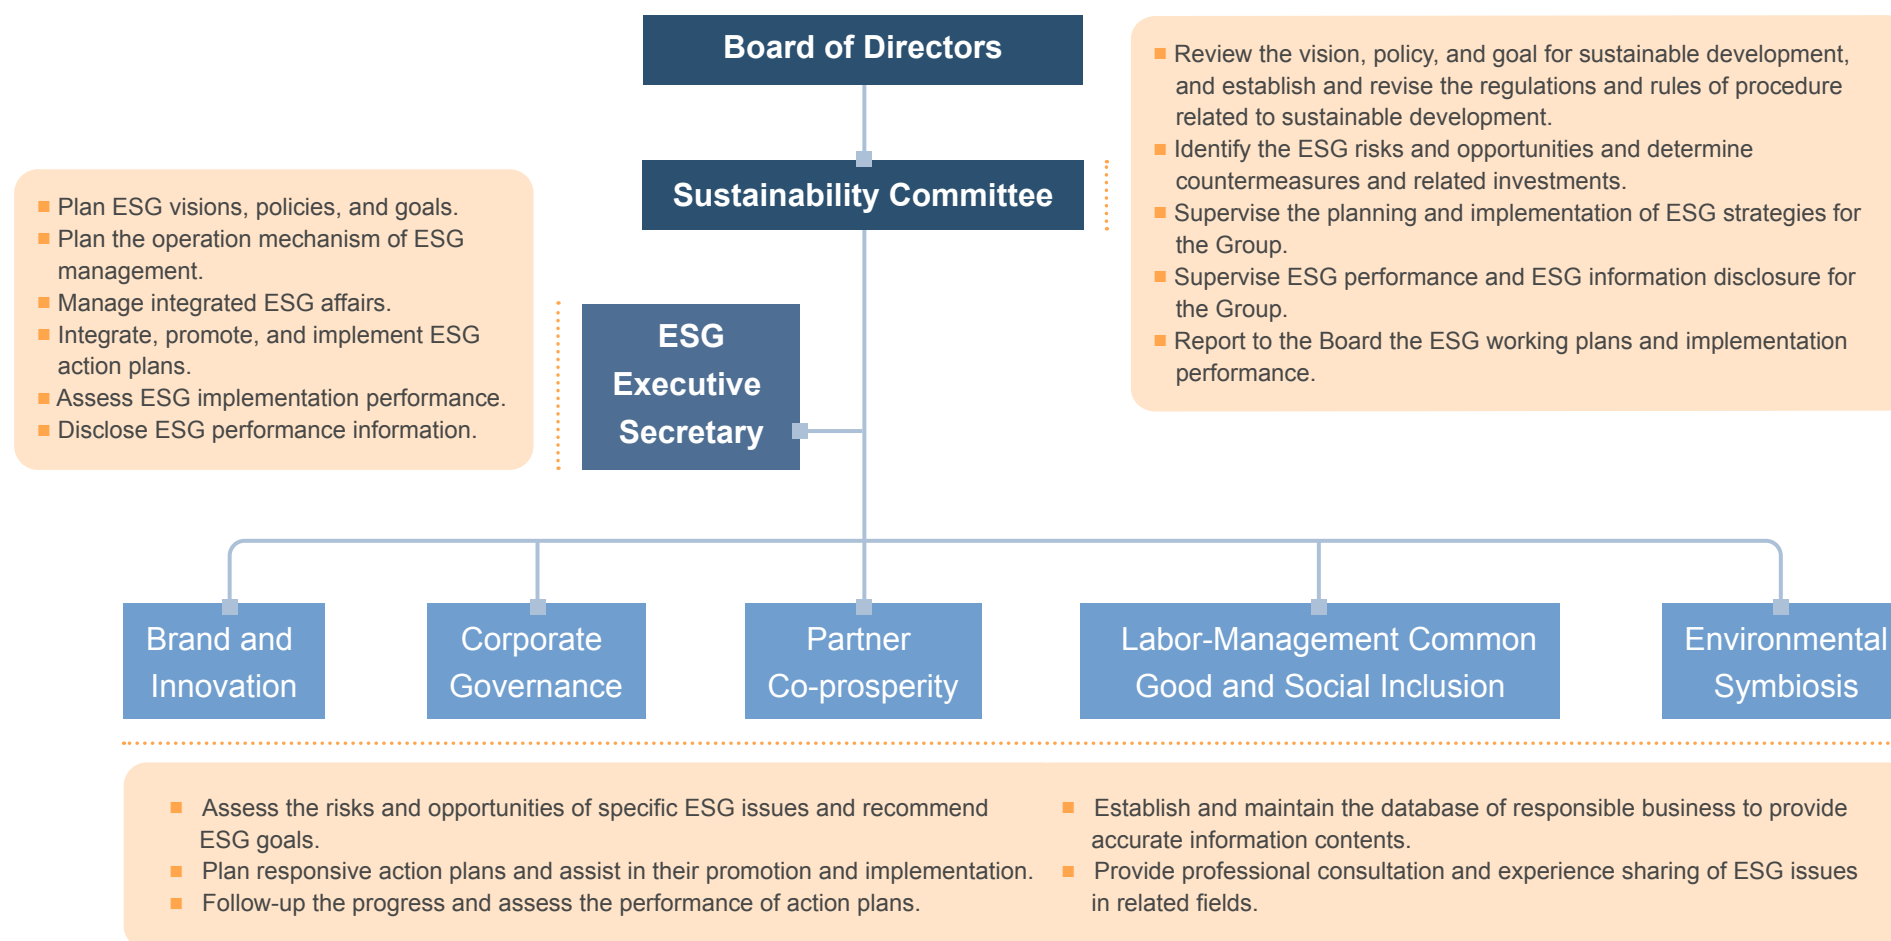 Board of Directors
Sustainability Committee
Review the vision, policy, and goal for sustainable development,
and establish and revise the regulations and rules of procedure
related to sustainable development.
Identify the ESG risks and opportunities and determine
countermeasures and related investments.
Supervise the planning and implementation of ESG strategies for
the Group.
Supervise ESG performance and ESG information disclosure for
the Group.
Report to the Board the ESG working plans and implementation
performance.
Plan ESG visions, policies, and goals.
Plan the operation mechanism of ESG
management.
Manage integrated ESG affairs.
Integrate, promote, and implement ESG
action plans.
Assess ESG implementation performance.
Disclose ESG performance information.
ESG
Executive
Secretary
Brand and
Innovation
Corporate
Governance
Partner
Co-prosperity
Labor-Management Common
Good and Social Inclusion
Environmental
Symbiosis
Assess the risks and opportunities of specific ESG issues and recommend
ESG goals.
Plan responsive action plans and assist in their promotion and implementation.
Follow-up the progress and assess the performance of action plans.
Establish and maintain the database of responsible business to provide
accurate information contents.
Provide professional consultation and experience sharing of ESG issues
in related fields.